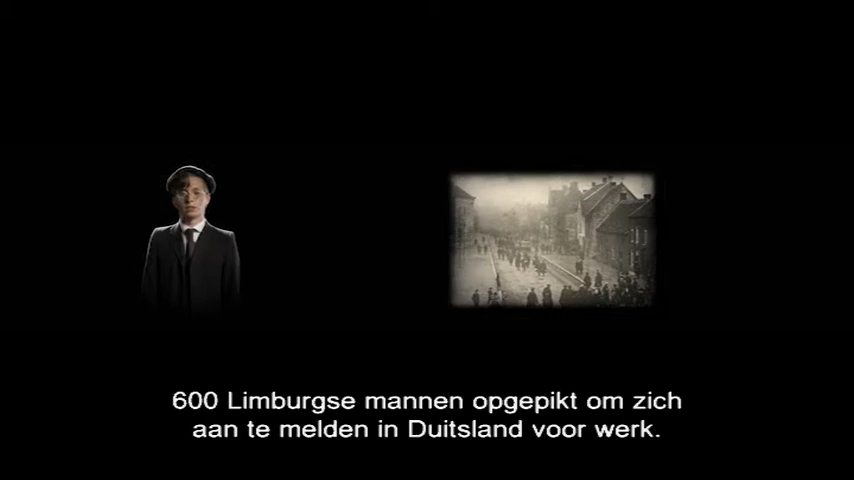 600 Limburgse mannen opgepikt om zich
aan te melden in Duitsland voor werk.